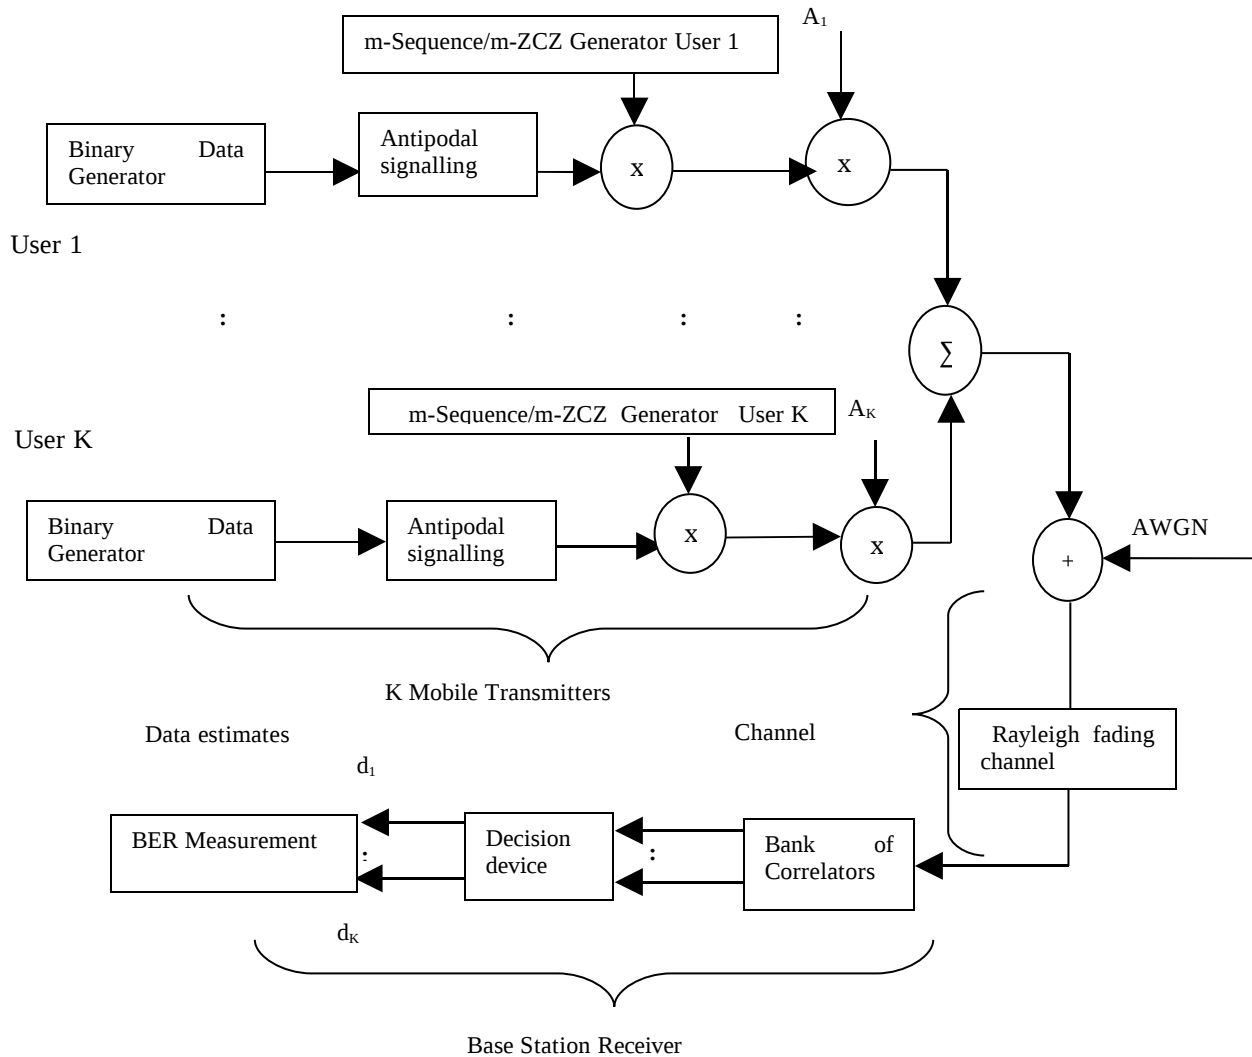 m-Sequence/m-ZCZ Generator User 1
A1
Binary Data
Generator
Antipodal
signalling
x
x
User 1
: : : :
∑
m-Sequence/m-ZCZ Generator User K
AK
User K
Binary Data
Generator
Antipodal
signalling
x
x
AWGN
+
K Mobile Transmitters
Data estimates
Channel
Rayleigh fading
channel
d1
BER Measurement
:
Decision
device
:
Bank of
Correlators
dK
Base Station Receiver